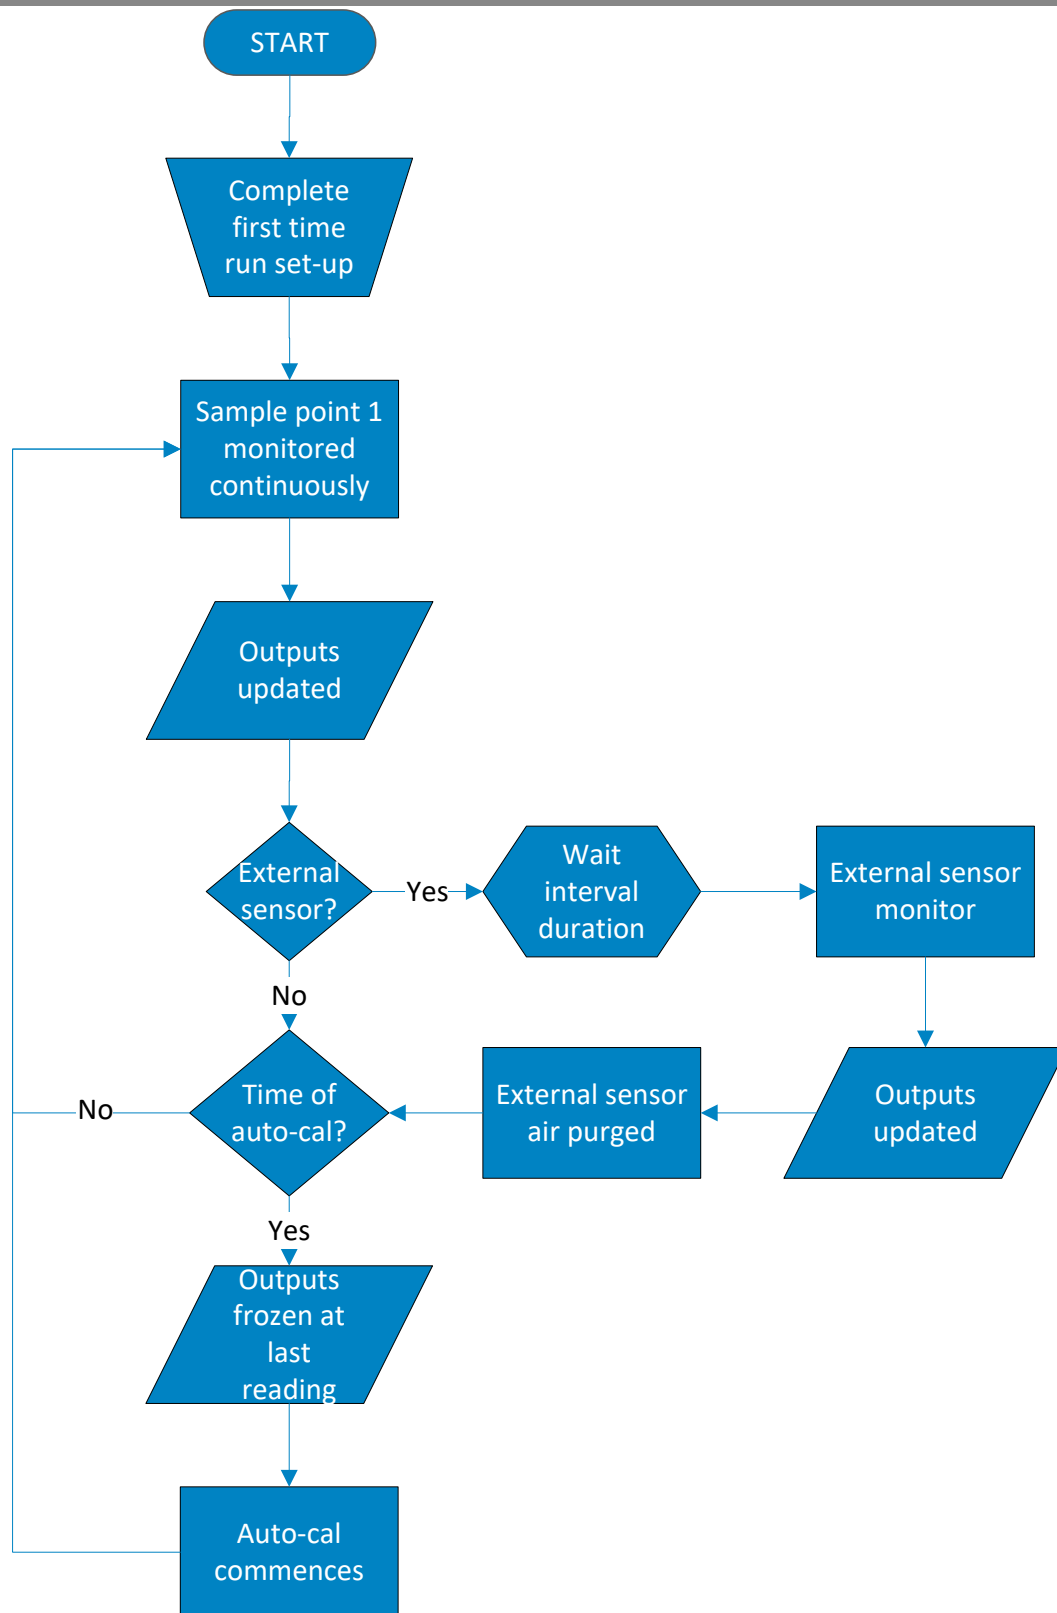 START
Complete
first time
run set-up
Sample point 1
monitored
continuously
Outputs
updated
External
sensor?
Yes
Wait
interval
duration
External sensor
monitor
No
Time of
auto-cal?
No
External sensor
air purged
Outputs
updated
Yes
Outputs
frozen at
last
reading
Auto-cal
commences